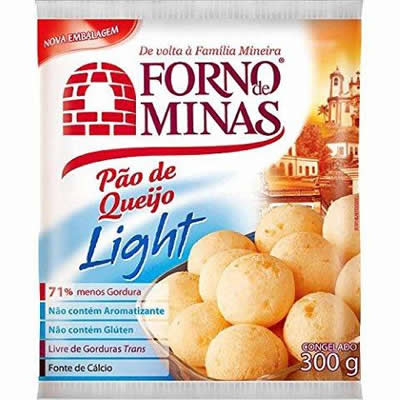 NOVA EMBALAGEM
De volta à Família Mineira
FORNO de
MINAS®
Pão de
Queijo
Light
71% menos Gordura
Não contém Aromatizante
Não contém Glúten
Livre de Gorduras Trans
Fonte de Cálcio
CONGELADO
300 g